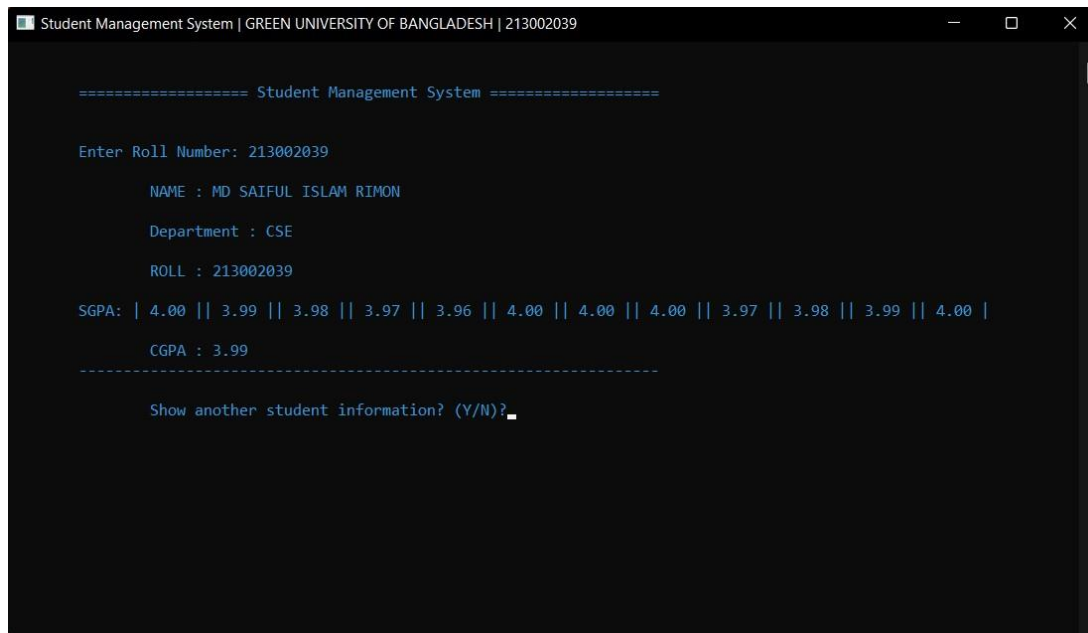 Student Management System | GREEN UNIVERSITY OF BANGLADESH | 213002039
=================== Student Management System ===================
Enter Roll Number: 213002039
NAME : MD SAIFUL ISLAM RIMON
Department : CSE
ROLL : 213002039
SGPA: | 4.00 || 3.99 || 3.98 || 3.97 || 3.96 || 4.00 || 4.00 || 4.00 || 3.97 || 3.98 || 3.99 || 4.00 |
CGPA : 3.99
-----------------------------------------------------------------
Show another student information? (Y/N)?